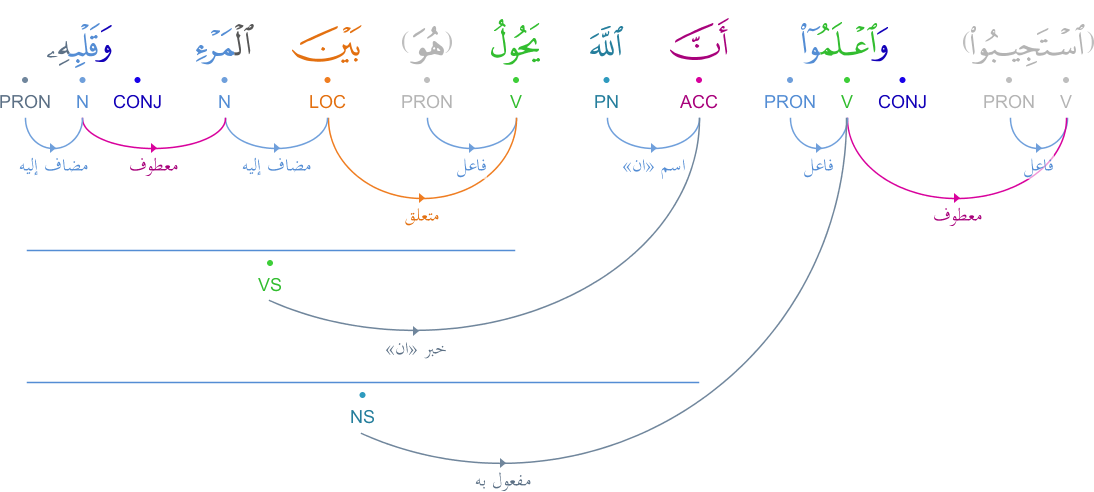 (ٱسْتَجِيبُوا۟) وَٱعْلَمُوٓا۟ أَنَّ ٱللَّهَ يَحُولُ (هُوَ) بَيْنَ ٱلْمَرْءِ وَقَلْبِهِۦ
PRON N CONJ N LOC PRON V PN ACC PRON V CONJ PRON V
فاعل فاعل اسم «ان» فاعل مضاف إليه معطوف مضاف إليه
معطوف متعلق
VS
خبر «ان»
NS
مفعول به